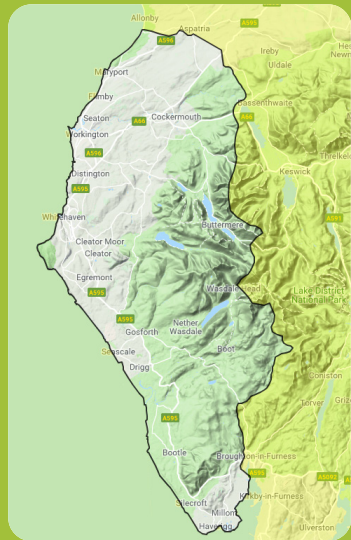 Allonby
Aspatria
A595
A596
Ireby
Uldale
Maryport
Bassenthwaite
Flimby
Seaton
A66
Cockermouth
A66
Workington
A596
Threlkeld
Distington
Keswick
A595
A591
Whitehaven
Buttermere
Cleator Moor
Cleator
Egremont
Wasdale Head
A595
Lake District
National Park
A595
Nether
Wasdale
Gosforth
Seascale
Boot
Drigg
Coniston
Torver
A595
Bootle
Broughton-in-Furness
A595
A5092
Silecroft
Kirkby-in-Furness
Millom
Haverigg
Ulverston